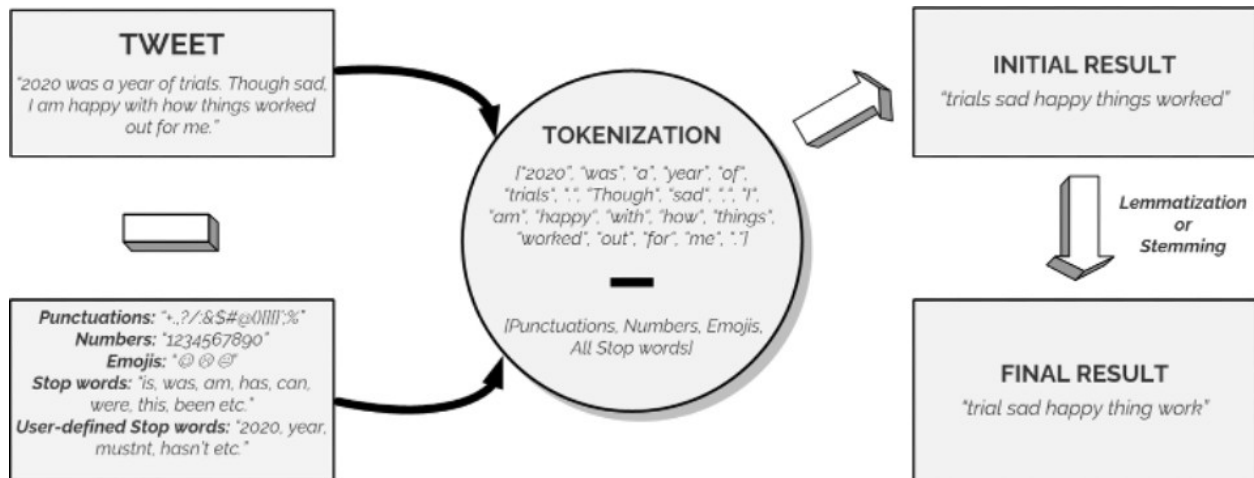 TWEET
“2020 was a year of trials. Though sad,
I am happy with how things worked
out for me.”
Punctuations: “+.,?/:&$#@()[]{}”;%”
Numbers: “1234567890”
Emojis: “☺☹😊”
Stop words: “is, was, am, has, can,
were, this, been etc.”
User-defined Stop words: “2020, year,
mustnt, hasn’t etc.”
TOKENIZATION
[“2020”, “was”, “a”, “year”, “of”,
“trials”, “.”, “Though”, “sad”, “,”, “I”,
“am”, “happy”, “with”, “how”, “things”,
“worked”, “out”, “for”, “me”, “.”]
[Punctuations, Numbers, Emojis,
All Stop words]
INITIAL RESULT
“trials sad happy things worked”
Lemmatization
or
Stemming
FINAL RESULT
“trial sad happy thing work”